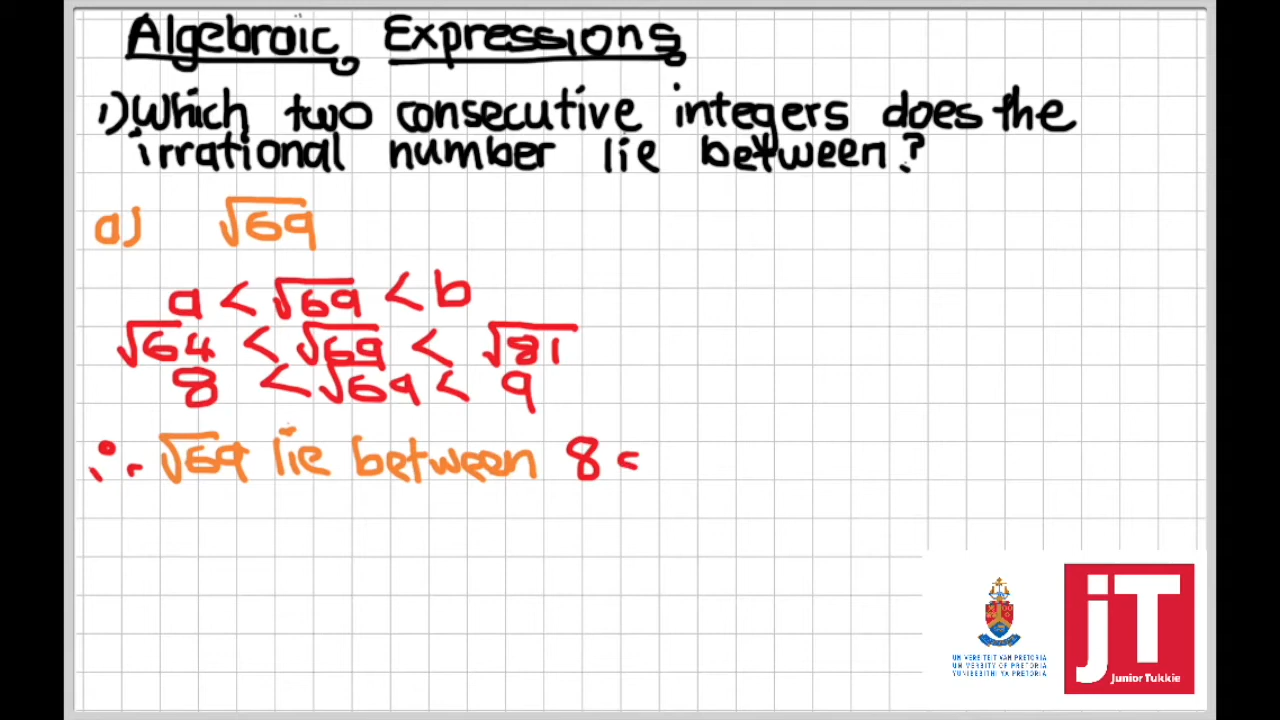 Algebraic Expressions
1) Which two consecutive integers does the
irrational number lie between?
a) √69
a < √69 < b
√64 < √69 < √81
8 < √69 < 9
∴ √69 lie between 8
UNIVERSITEIT VAN PRETORIA
UNIVERSITY OF PRETORIA
YUNIBESITHI YA PRETORIA
jT
Junior Tukkie